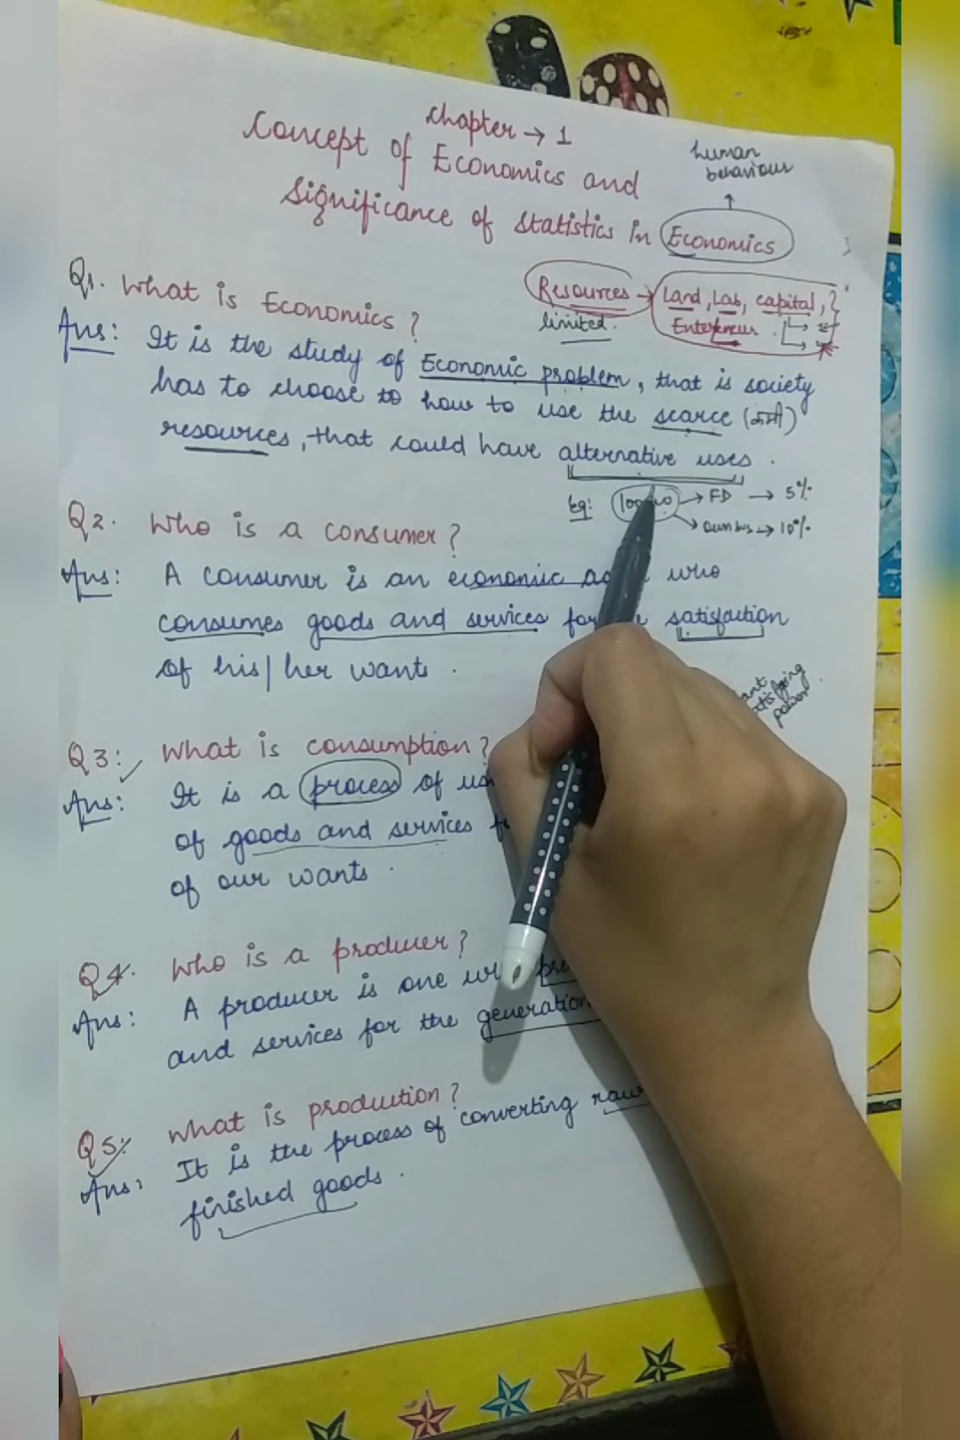 Chapter → 1
Concept of Economics and
Significance of Statistics in Economics
human
behaviour
Resources → Land, Lab, capital,
limited.
Entepreneur
Q1. What is Economics?
Ans: It is the study of Economic problem, that is society
has to choose to how to use the scarce (कमी)
resources, that could have alternative uses.
Eg: → FD → 5%
→ own bus → 10%
Q2. Who is a consumer?
Ans: A consumer is an economic who
consumes goods and services for satisfaction
of his/her wants.
power
Q3: What is consumption?
Ans: It is a process of
of goods and services
of our wants.
Q4. Who is a producer?
Ans: A producer is one
and services for the generation
Q5: What is production?
Ans: It is the process of converting raw
finished goods.